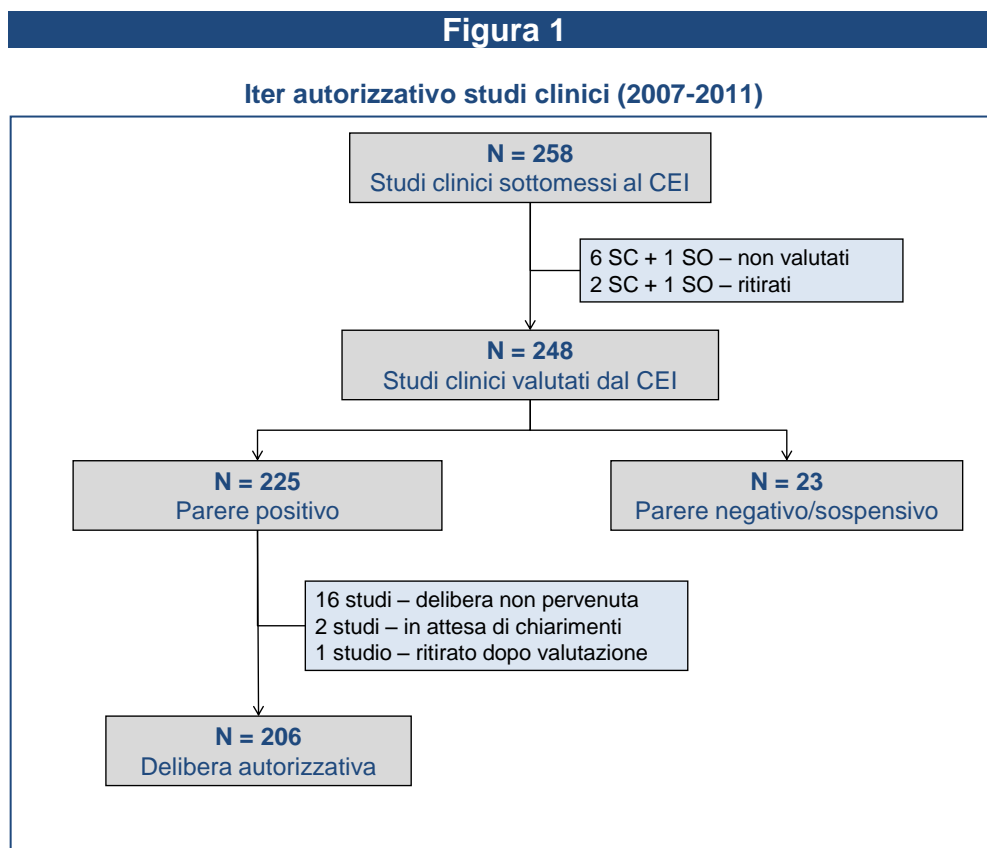 Figura 1
Iter autorizzativo studi clinici (2007-2011)
N = 258
Studi clinici sottomessi al CEI
6 SC + 1 SO – non valutati
2 SC + 1 SO – ritirati
N = 248
Studi clinici valutati dal CEI
N = 225
Parere positivo
N = 23
Parere negativo/sospensivo
16 studi – delibera non pervenuta
2 studi – in attesa di chiarimenti
1 studio – ritirato dopo valutazione
N = 206
Delibera autorizzativa